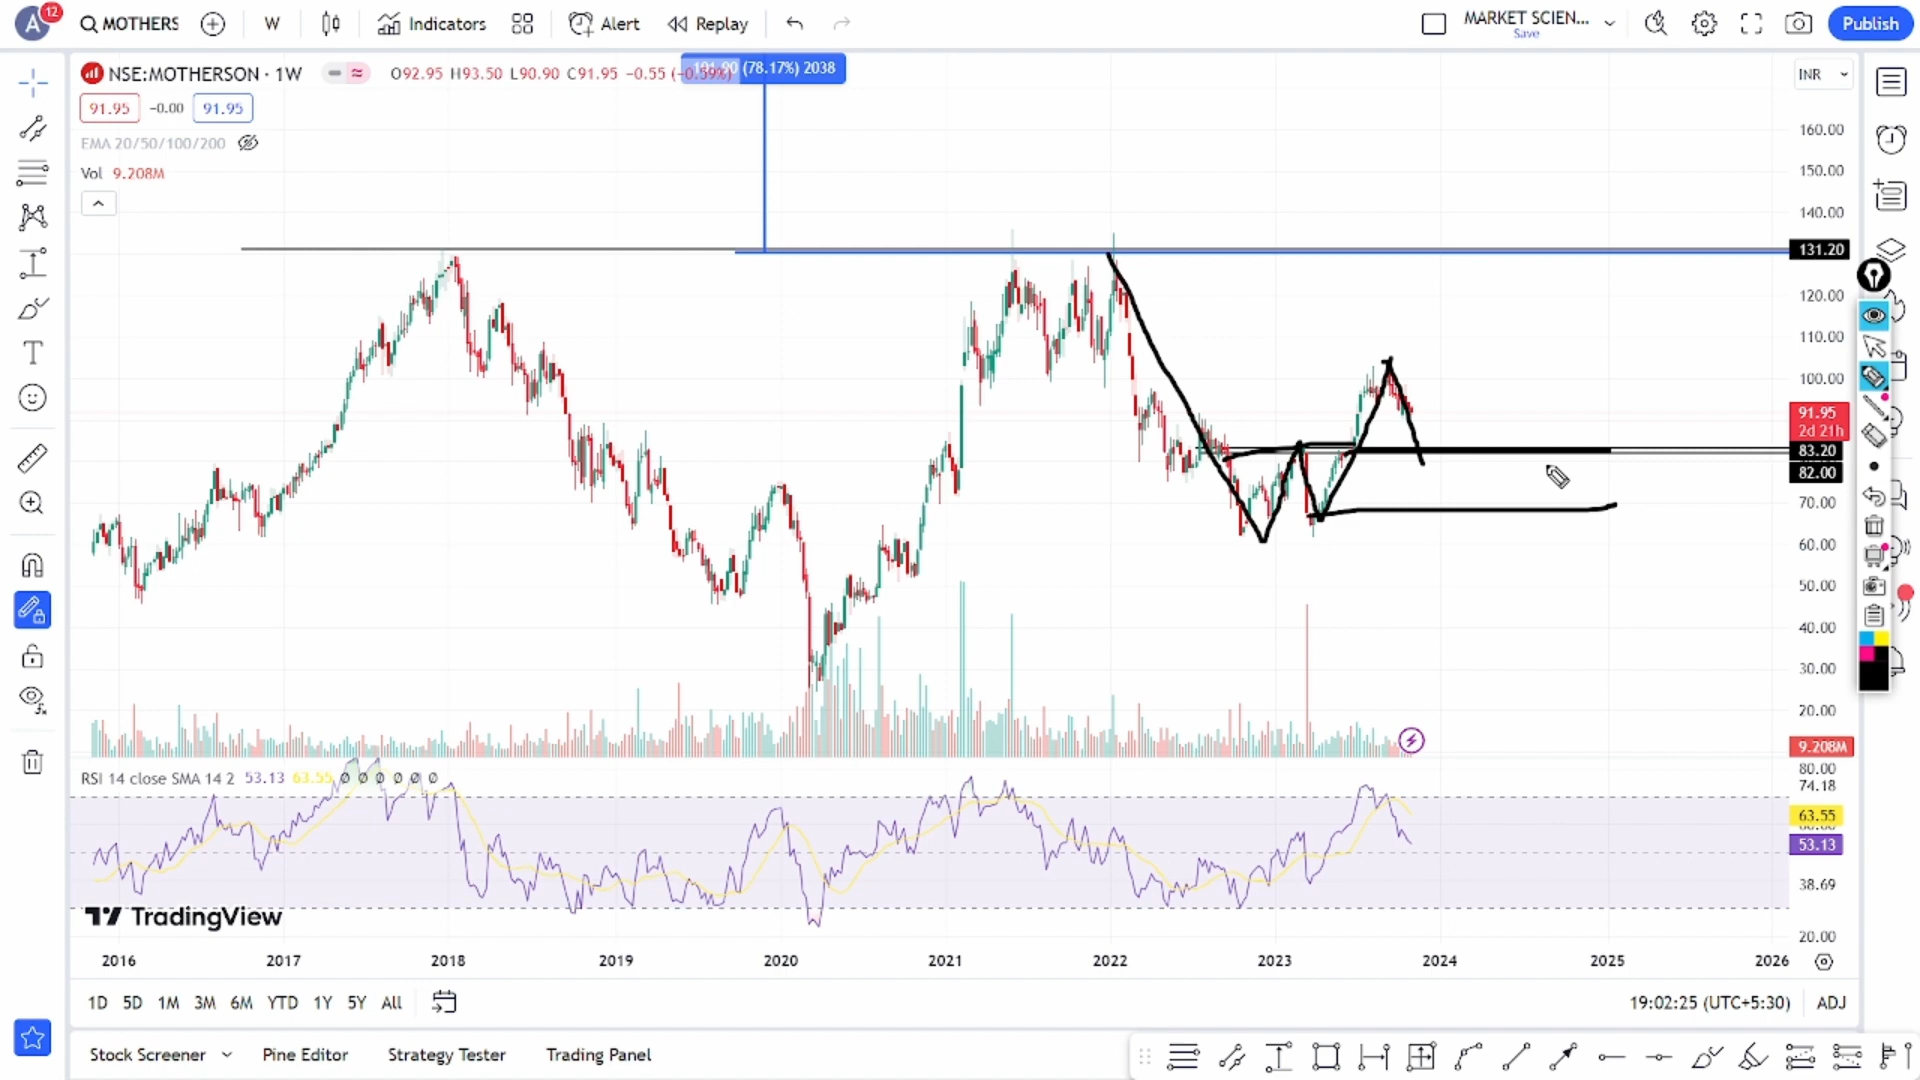 A 12 MOTHERS W Indicators Alert Replay MARKET SCIEN... Save Publish
NSE:MOTHERSON · 1W O92.95 H93.50 L90.90 C91.95 −0.55 (−0.59%) (78.17%) 2038 INR
91.95 −0.00 91.95
EMA 20/50/100/200
Vol 9.208M
160.00
150.00
140.00
131.20
120.00
110.00
100.00
91.95
2d 21h
83.20
82.00
70.00
60.00
50.00
40.00
30.00
20.00
9.208M
RSI 14 close SMA 14 2 53.13 63.55 ∅ ∅ ∅ ∅ ∅ ∅
80.00
74.18
63.55
53.13
38.69
20.00
TradingView
2016 2017 2018 2019 2020 2021 2022 2023 2024 2025 2026
1D 5D 1M 3M 6M YTD 1Y 5Y All 19:02:25 (UTC+5:30) ADJ
Stock Screener Pine Editor Strategy Tester Trading Panel